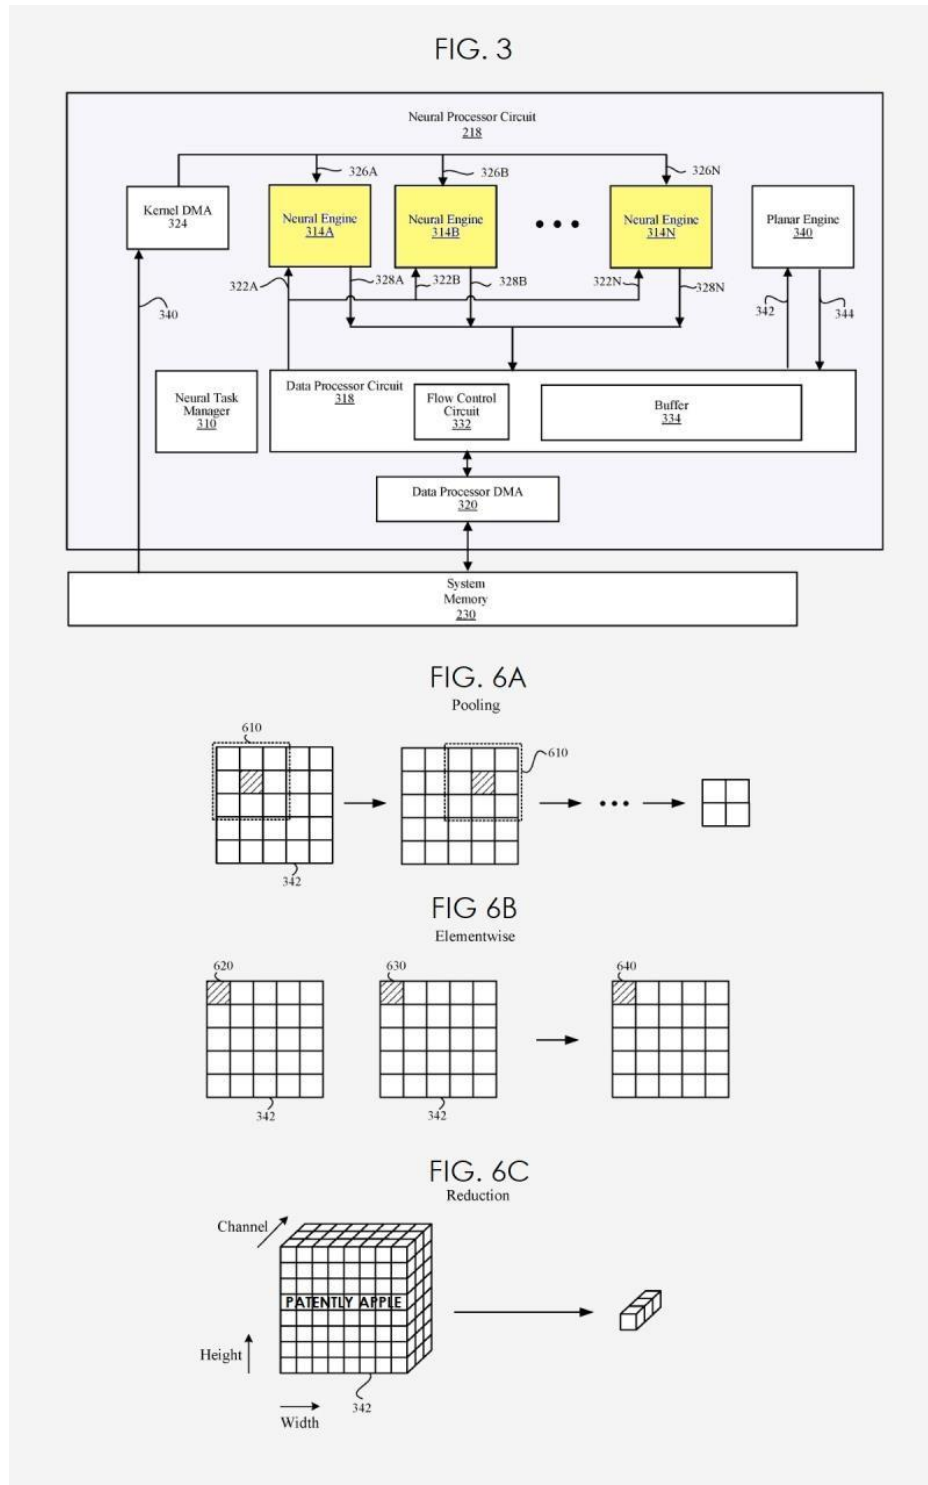 FIG. 3
Neural Processor Circuit
218
326A
326B
326N
Kernel DMA
324
Neural Engine
314A
Neural Engine
314B
Neural Engine
314N
Planar Engine
340
322A
328A
322B
328B
322N
328N
342
344
340
Neural Task
Manager
310
Data Processor Circuit
318
Flow Control
Circuit
332
Buffer
334
Data Processor DMA
320
System
Memory
230
FIG. 6A
Pooling
610
610
342
FIG 6B
Elementwise
620
630
640
342
342
FIG. 6C
Reduction
Channel
PATENTLY APPLE
Height
Width
342